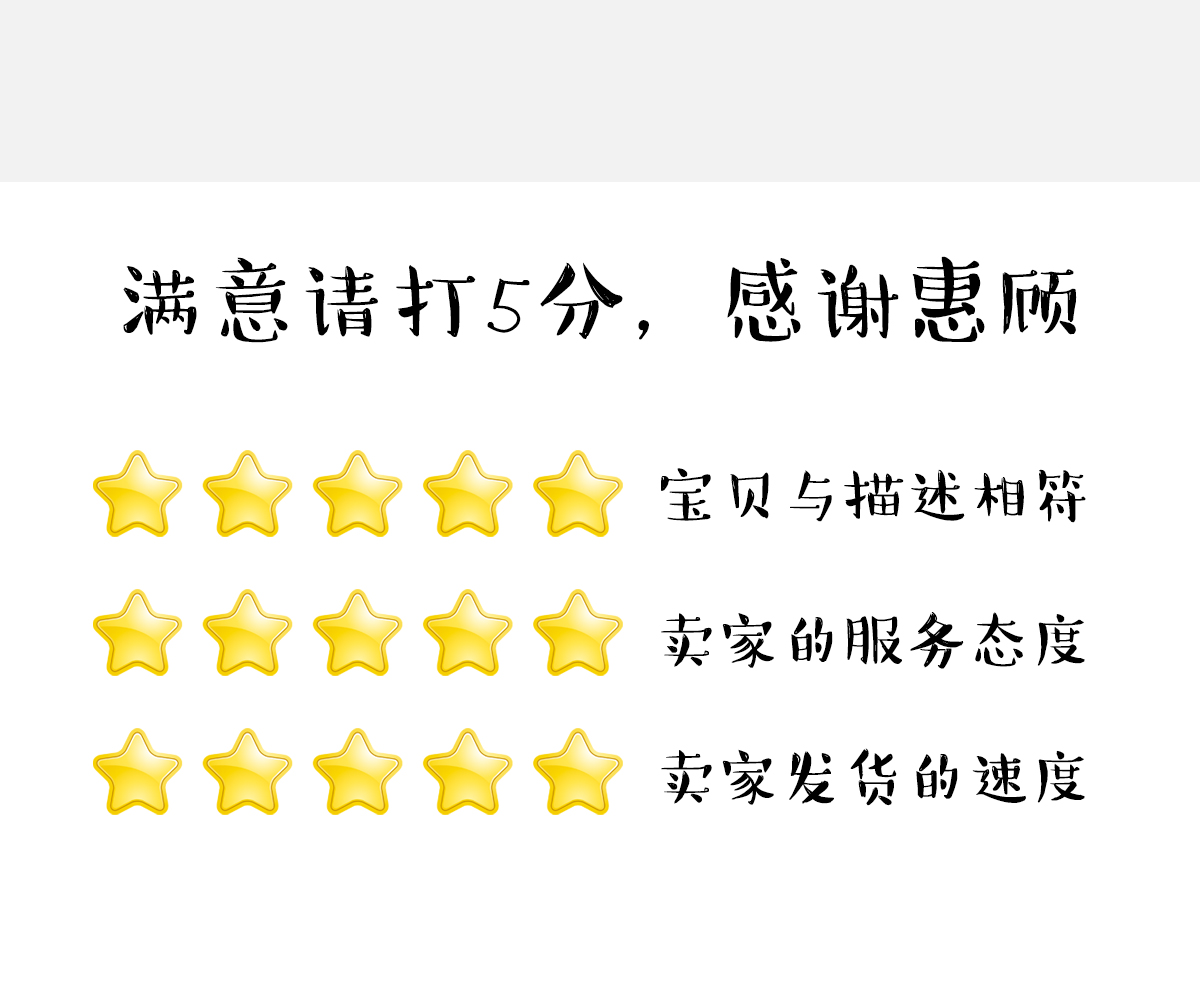 满意请打5分，感谢惠顾
宝贝与描述相符
卖家的服务态度
卖家发货的速度